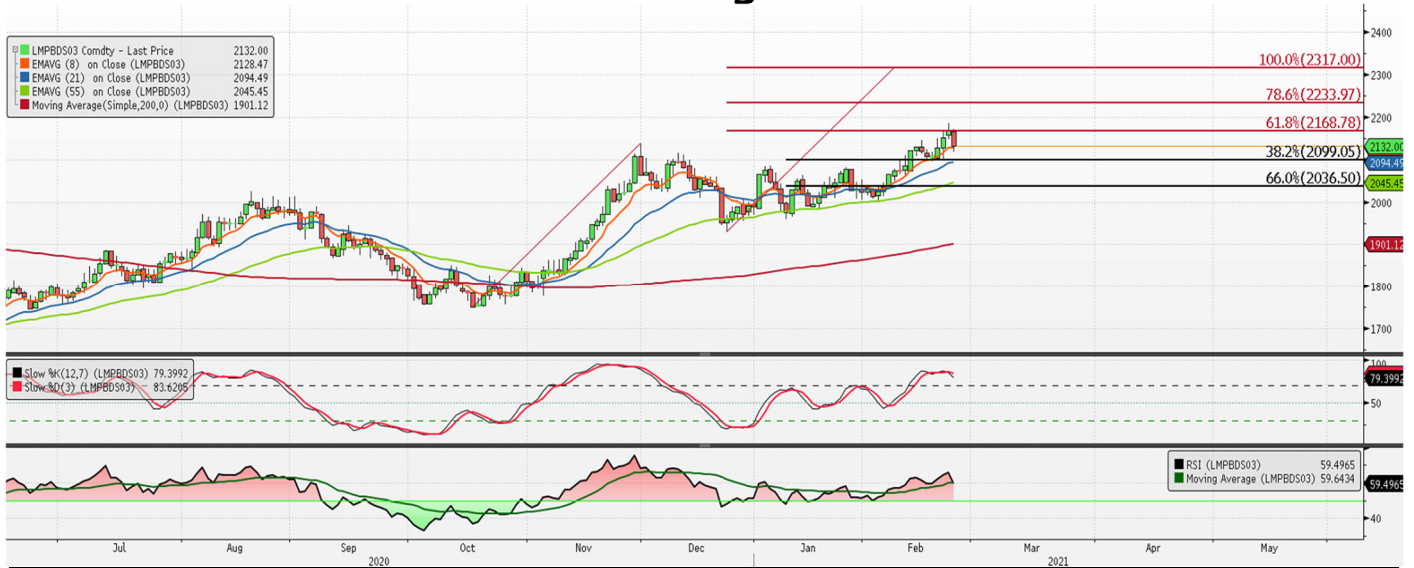 LMPBDS03 Comdty - Last Price 2132.00
EMAVG (8) on Close (LMPBDS03) 2128.47
EMAVG (21) on Close (LMPBDS03) 2094.49
EMAVG (55) on Close (LMPBDS03) 2045.45
Moving Average(Simple,200,0) (LMPBDS03) 1901.12
2400
100.0%(2317.00)
2300
78.6%(2233.97)
2200
61.8%(2168.78)
2132.00
38.2%(2099.05)
2094.49
66.0%(2036.50)
2045.45
2000
1901.12
1800
1700
Slow %K(12,7) (LMPBDS03) 79.3992
Slow %D(3) (LMPBDS03) 83.6205
100
79.3992
50
RSI (LMPBDS03) 59.4965
Moving Average (LMPBDS03) 59.6434
59.4965
40
Jul Aug Sep Oct Nov Dec Jan Feb Mar Apr May
2020 2021